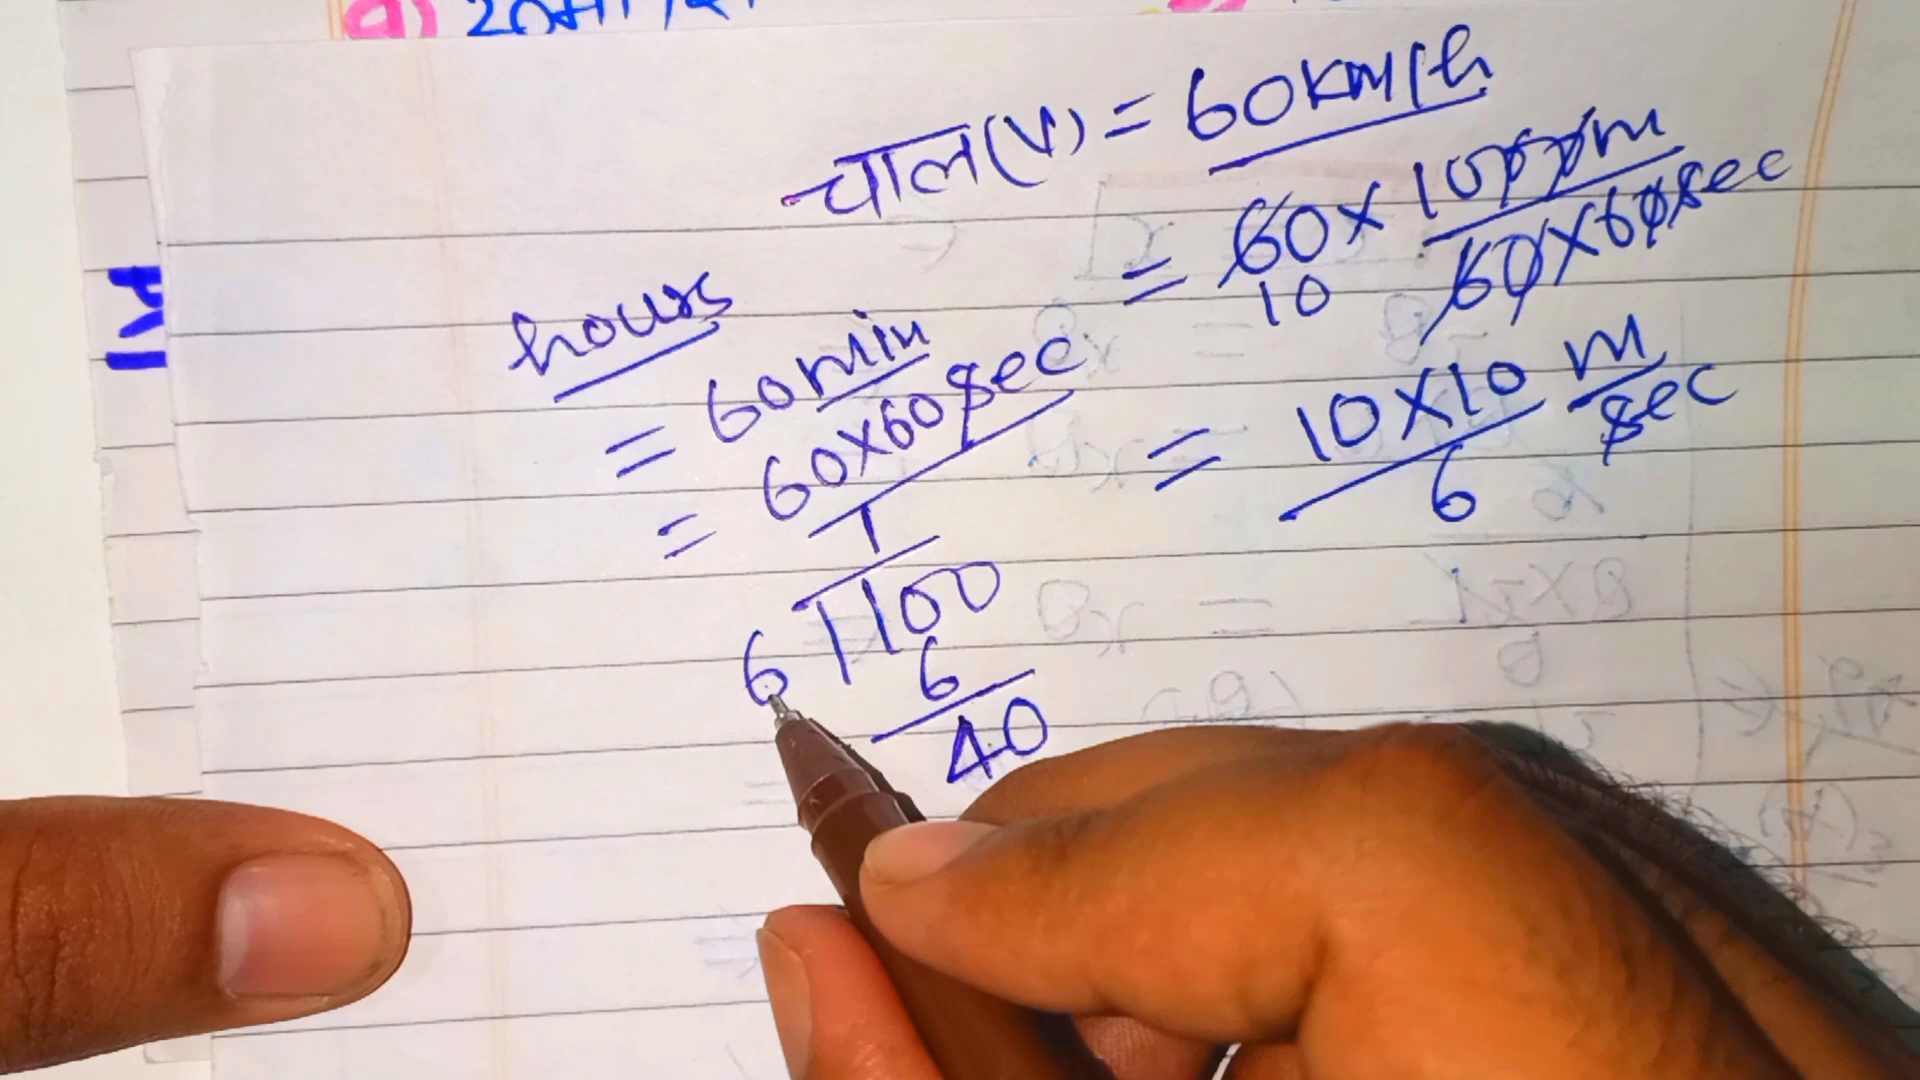 चाल(V) = 60km/h
= 60 × 1000m / 60×60sec
10
hours
= 60min
= 60×60sec
= 10×10 / 6 m/sec
1
6 100
6
40